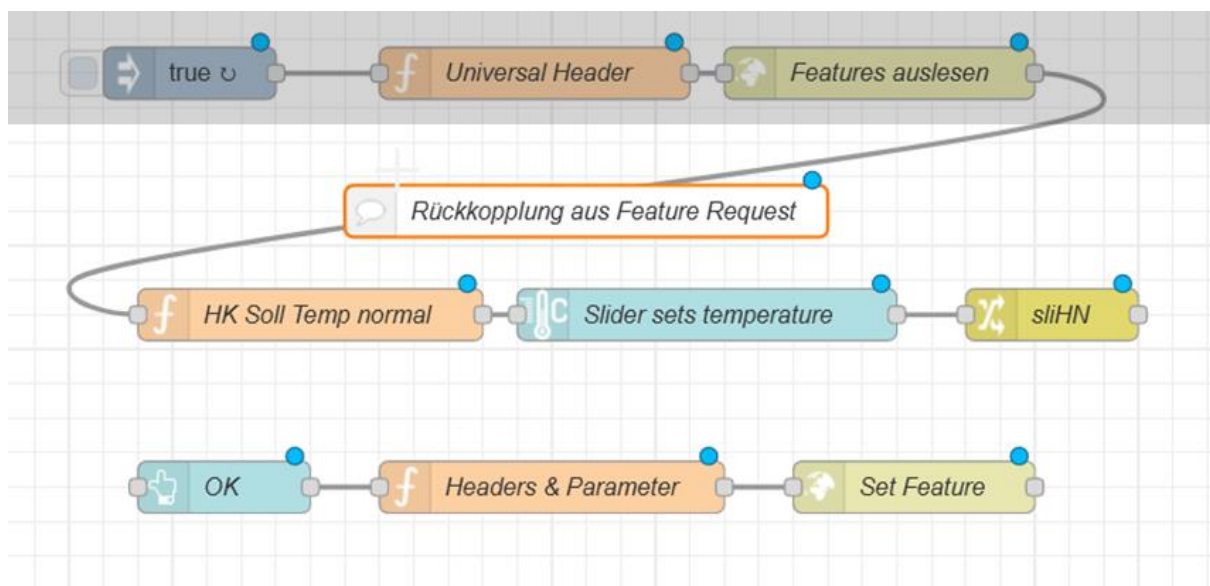 true ↻
Universal Header
Features auslesen
Rückkopplung aus Feature Request
HK Soll Temp normal
C
Slider sets temperature
sliHN
OK
Headers & Parameter
Set Feature